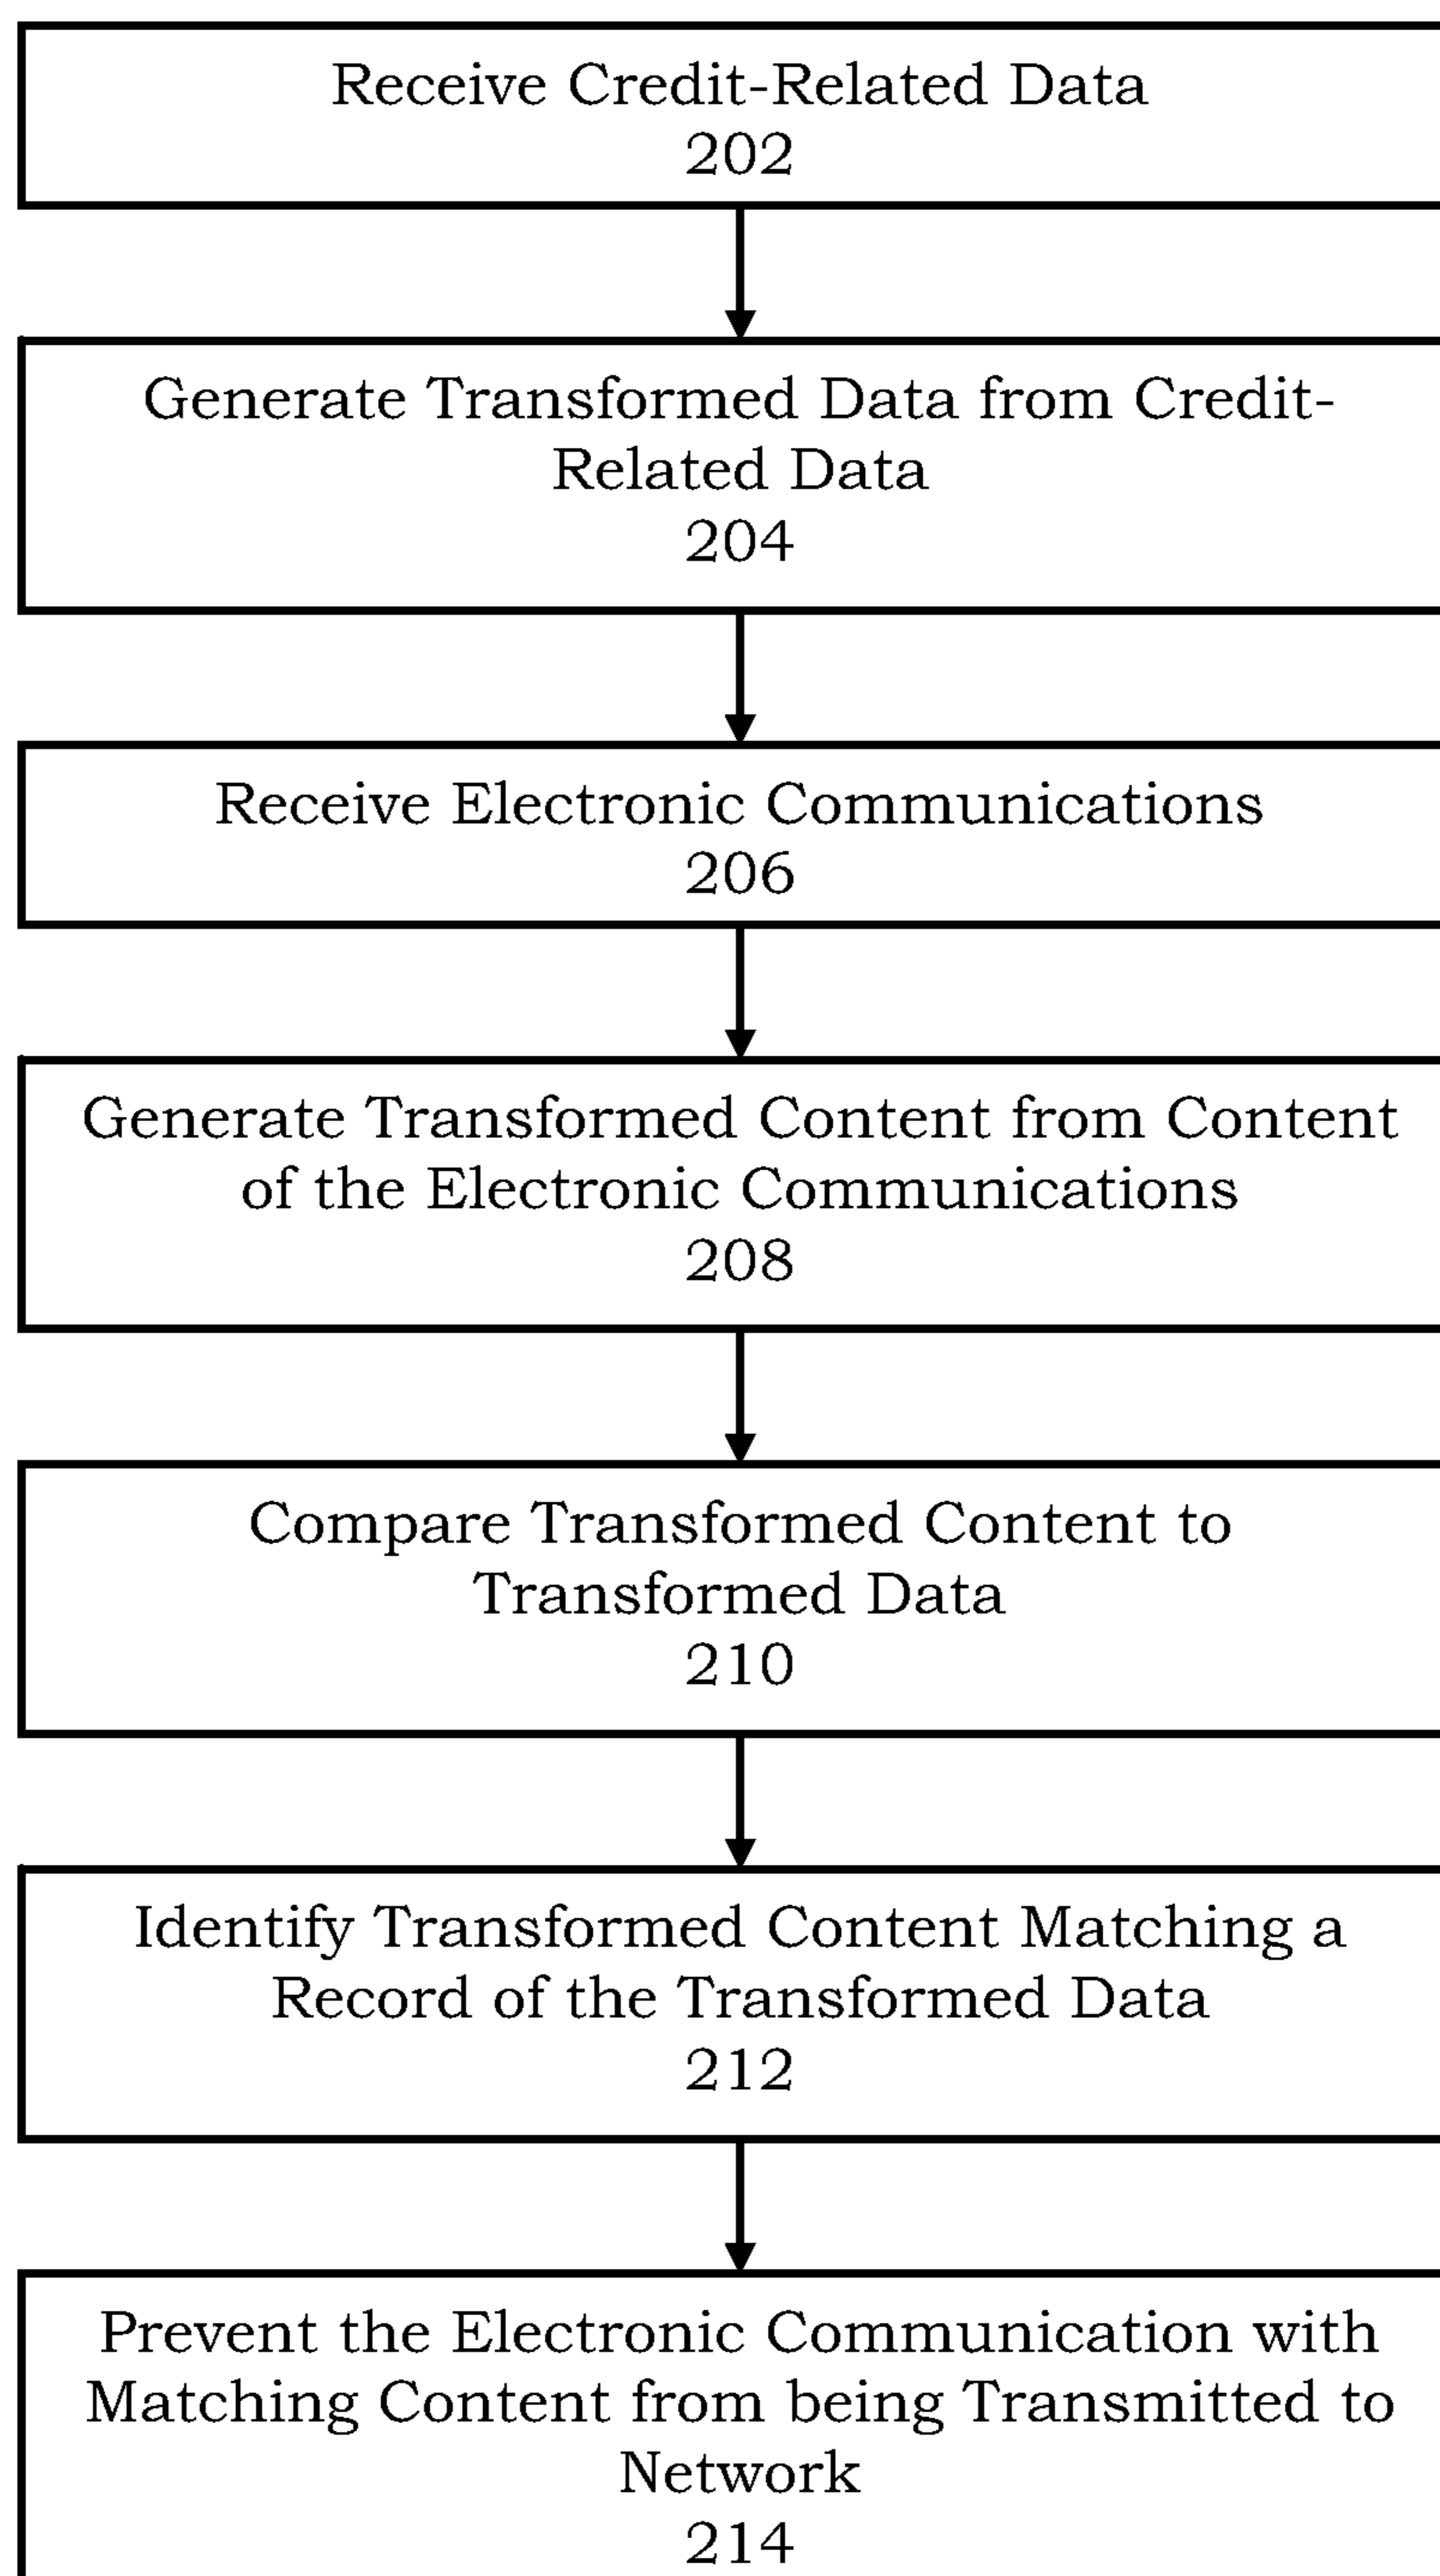 Receive Credit-Related Data
202
Generate Transformed Data from Credit-
Related Data
204
Receive Electronic Communications
206
Generate Transformed Content from Content
of the Electronic Communications
208
Compare Transformed Content to
Transformed Data
210
Identify Transformed Content Matching a
Record of the Transformed Data
212
Prevent the Electronic Communication with
Matching Content from being Transmitted to
Network
214